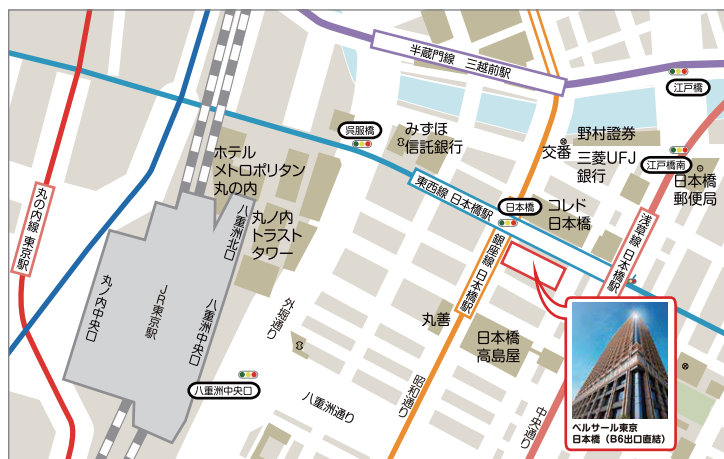 半蔵門線 三越前駅
江戸橋
呉服橋
みずほ
信託銀行
交番
野村證券
三菱UFJ
銀行
江戸橋南
日本橋
郵便局
ホテル
メトロポリタン
丸の内
東西線 日本橋駅
日本橋
コレド
日本橋
丸の内線 東京駅
八重洲北口
丸ノ内
トラスト
タワー
浅草線 日本橋駅
銀座線 日本橋駅
丸ノ内中央口
JR東京駅
八重洲中央口
外堀通り
丸善
日本橋
高島屋
八重洲中央口
八重洲通り
昭和通り
中央通り
ベルサール東京
日本橋（B6出口直結）